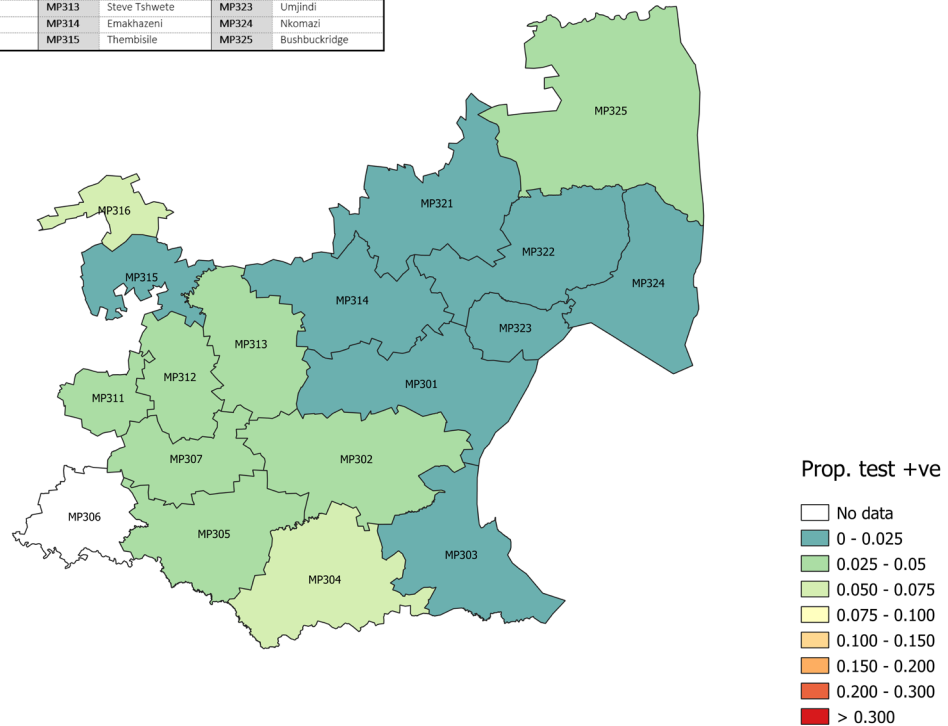 MP313 Steve Tshwete MP323 Umjindi
MP314 Emakhazeni MP324 Nkomazi
MP315 Thembisile MP325 Bushbuckridge
MP325
MP316
MP321
MP322
MP315
MP324
MP314
MP323
MP313
MP312
MP301
MP311
MP307
MP302
MP306
MP305
MP303
MP304
Prop. test +ve
No data
0 - 0.025
0.025 - 0.05
0.050 - 0.075
0.075 - 0.100
0.100 - 0.150
0.150 - 0.200
0.200 - 0.300
> 0.300